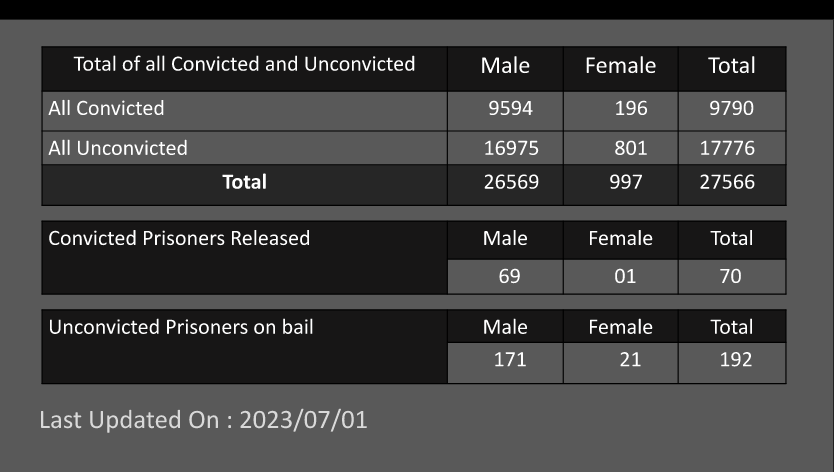 Total of all Convicted and Unconvicted Male Female Total
All Convicted 9594 196 9790
All Unconvicted 16975 801 17776
Total 26569 997 27566
Convicted Prisoners Released Male Female Total
69 01 70
Unconvicted Prisoners on bail Male Female Total
171 21 192
Last Updated On : 2023/07/01